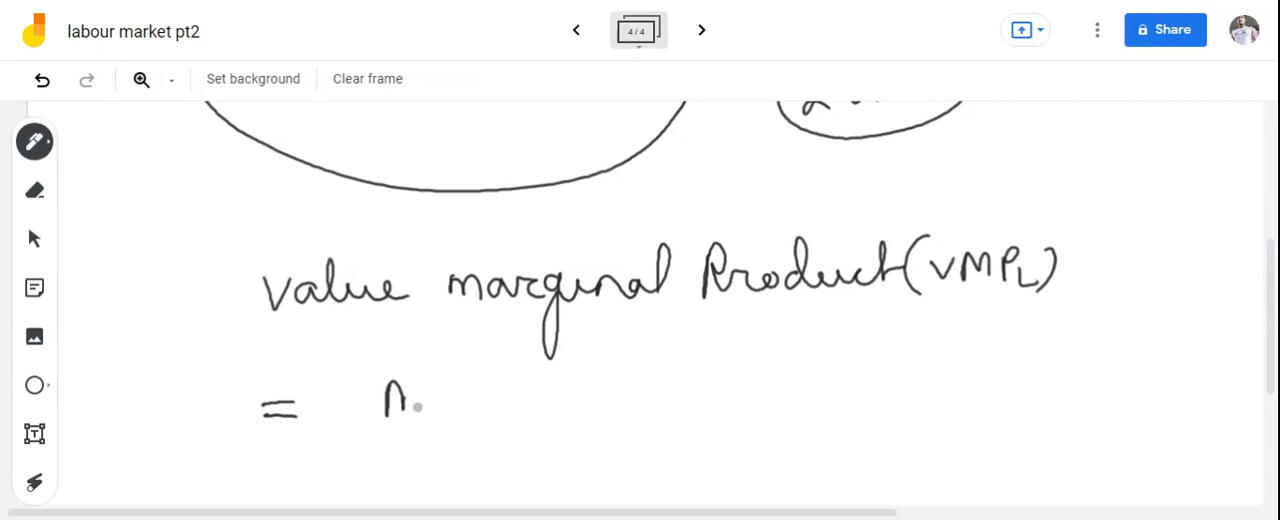 labour market pt2
4 / 4
Share
Set background
Clear frame
value marginal Product (VMPL)
=